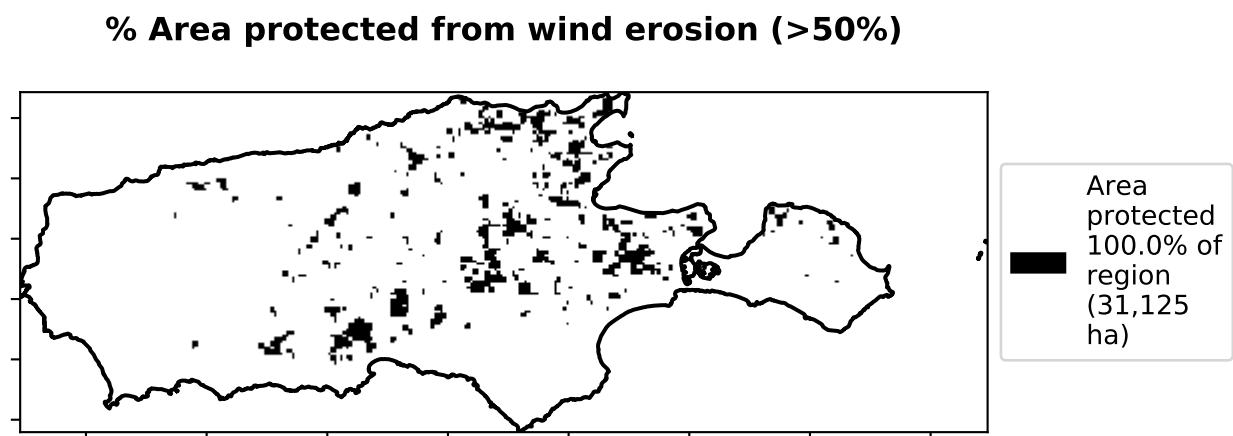 % Area protected from wind erosion (>50%)
Area
protected
100.0% of
region
(31,125
ha)